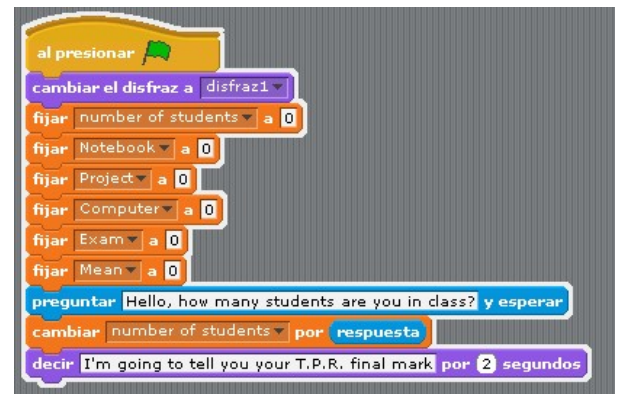 al presionar
cambiar el disfraz a disfraz1
fijar number of students a 0
fijar Notebook a 0
fijar Project a 0
fijar Computer a 0
fijar Exam a 0
fijar Mean a 0
preguntar Hello, how many students are you in class? y esperar
cambiar number of students por respuesta
decir I'm going to tell you your T.P.R. final mark por 2 segundos